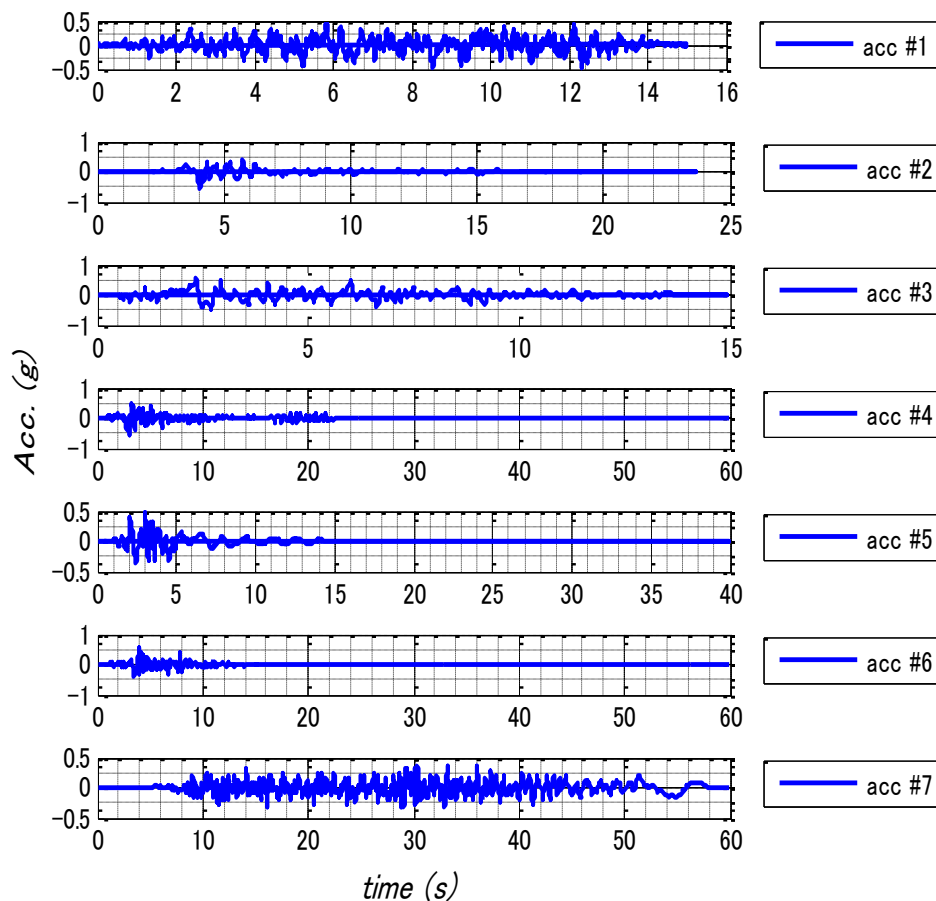 0.5
0
-0.5
0 2 4 6 8 10 12 14 16
acc #1
1
0
-1
0 5 10 15 20 25
acc #2
1
0
-1
0 5 10 15
acc #3
1
0
-1
0 10 20 30 40 50 60
acc #4
0.5
0
-0.5
0 5 10 15 20 25 30 35 40
acc #5
1
0
-1
0 10 20 30 40 50 60
acc #6
0.5
0
-0.5
0 10 20 30 40 50 60
acc #7
Acc. (g)
time (s)